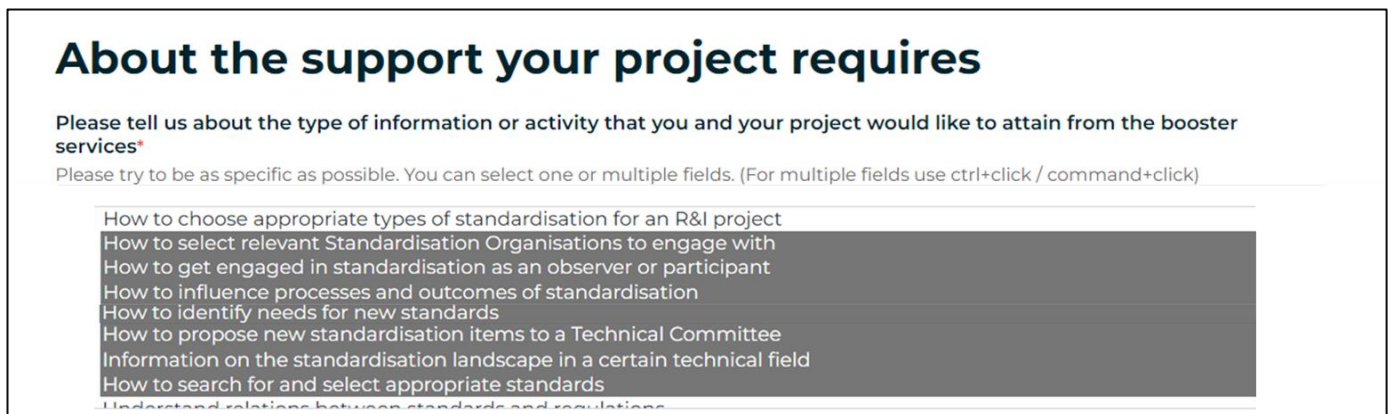 About the support your project requires
Please tell us about the type of information or activity that you and your project would like to attain from the booster
services*
Please try to be as specific as possible. You can select one or multiple fields. (For multiple fields use ctrl+click / command+click)
How to choose appropriate types of standardisation for an R&I project
How to select relevant Standardisation Organisations to engage with
How to get engaged in standardisation as an observer or participant
How to influence processes and outcomes of standardisation
How to identify needs for new standards
How to propose new standardisation items to a Technical Committee
Information on the standardisation landscape in a certain technical field
How to search for and select appropriate standards
Understand relations between standards and regulations